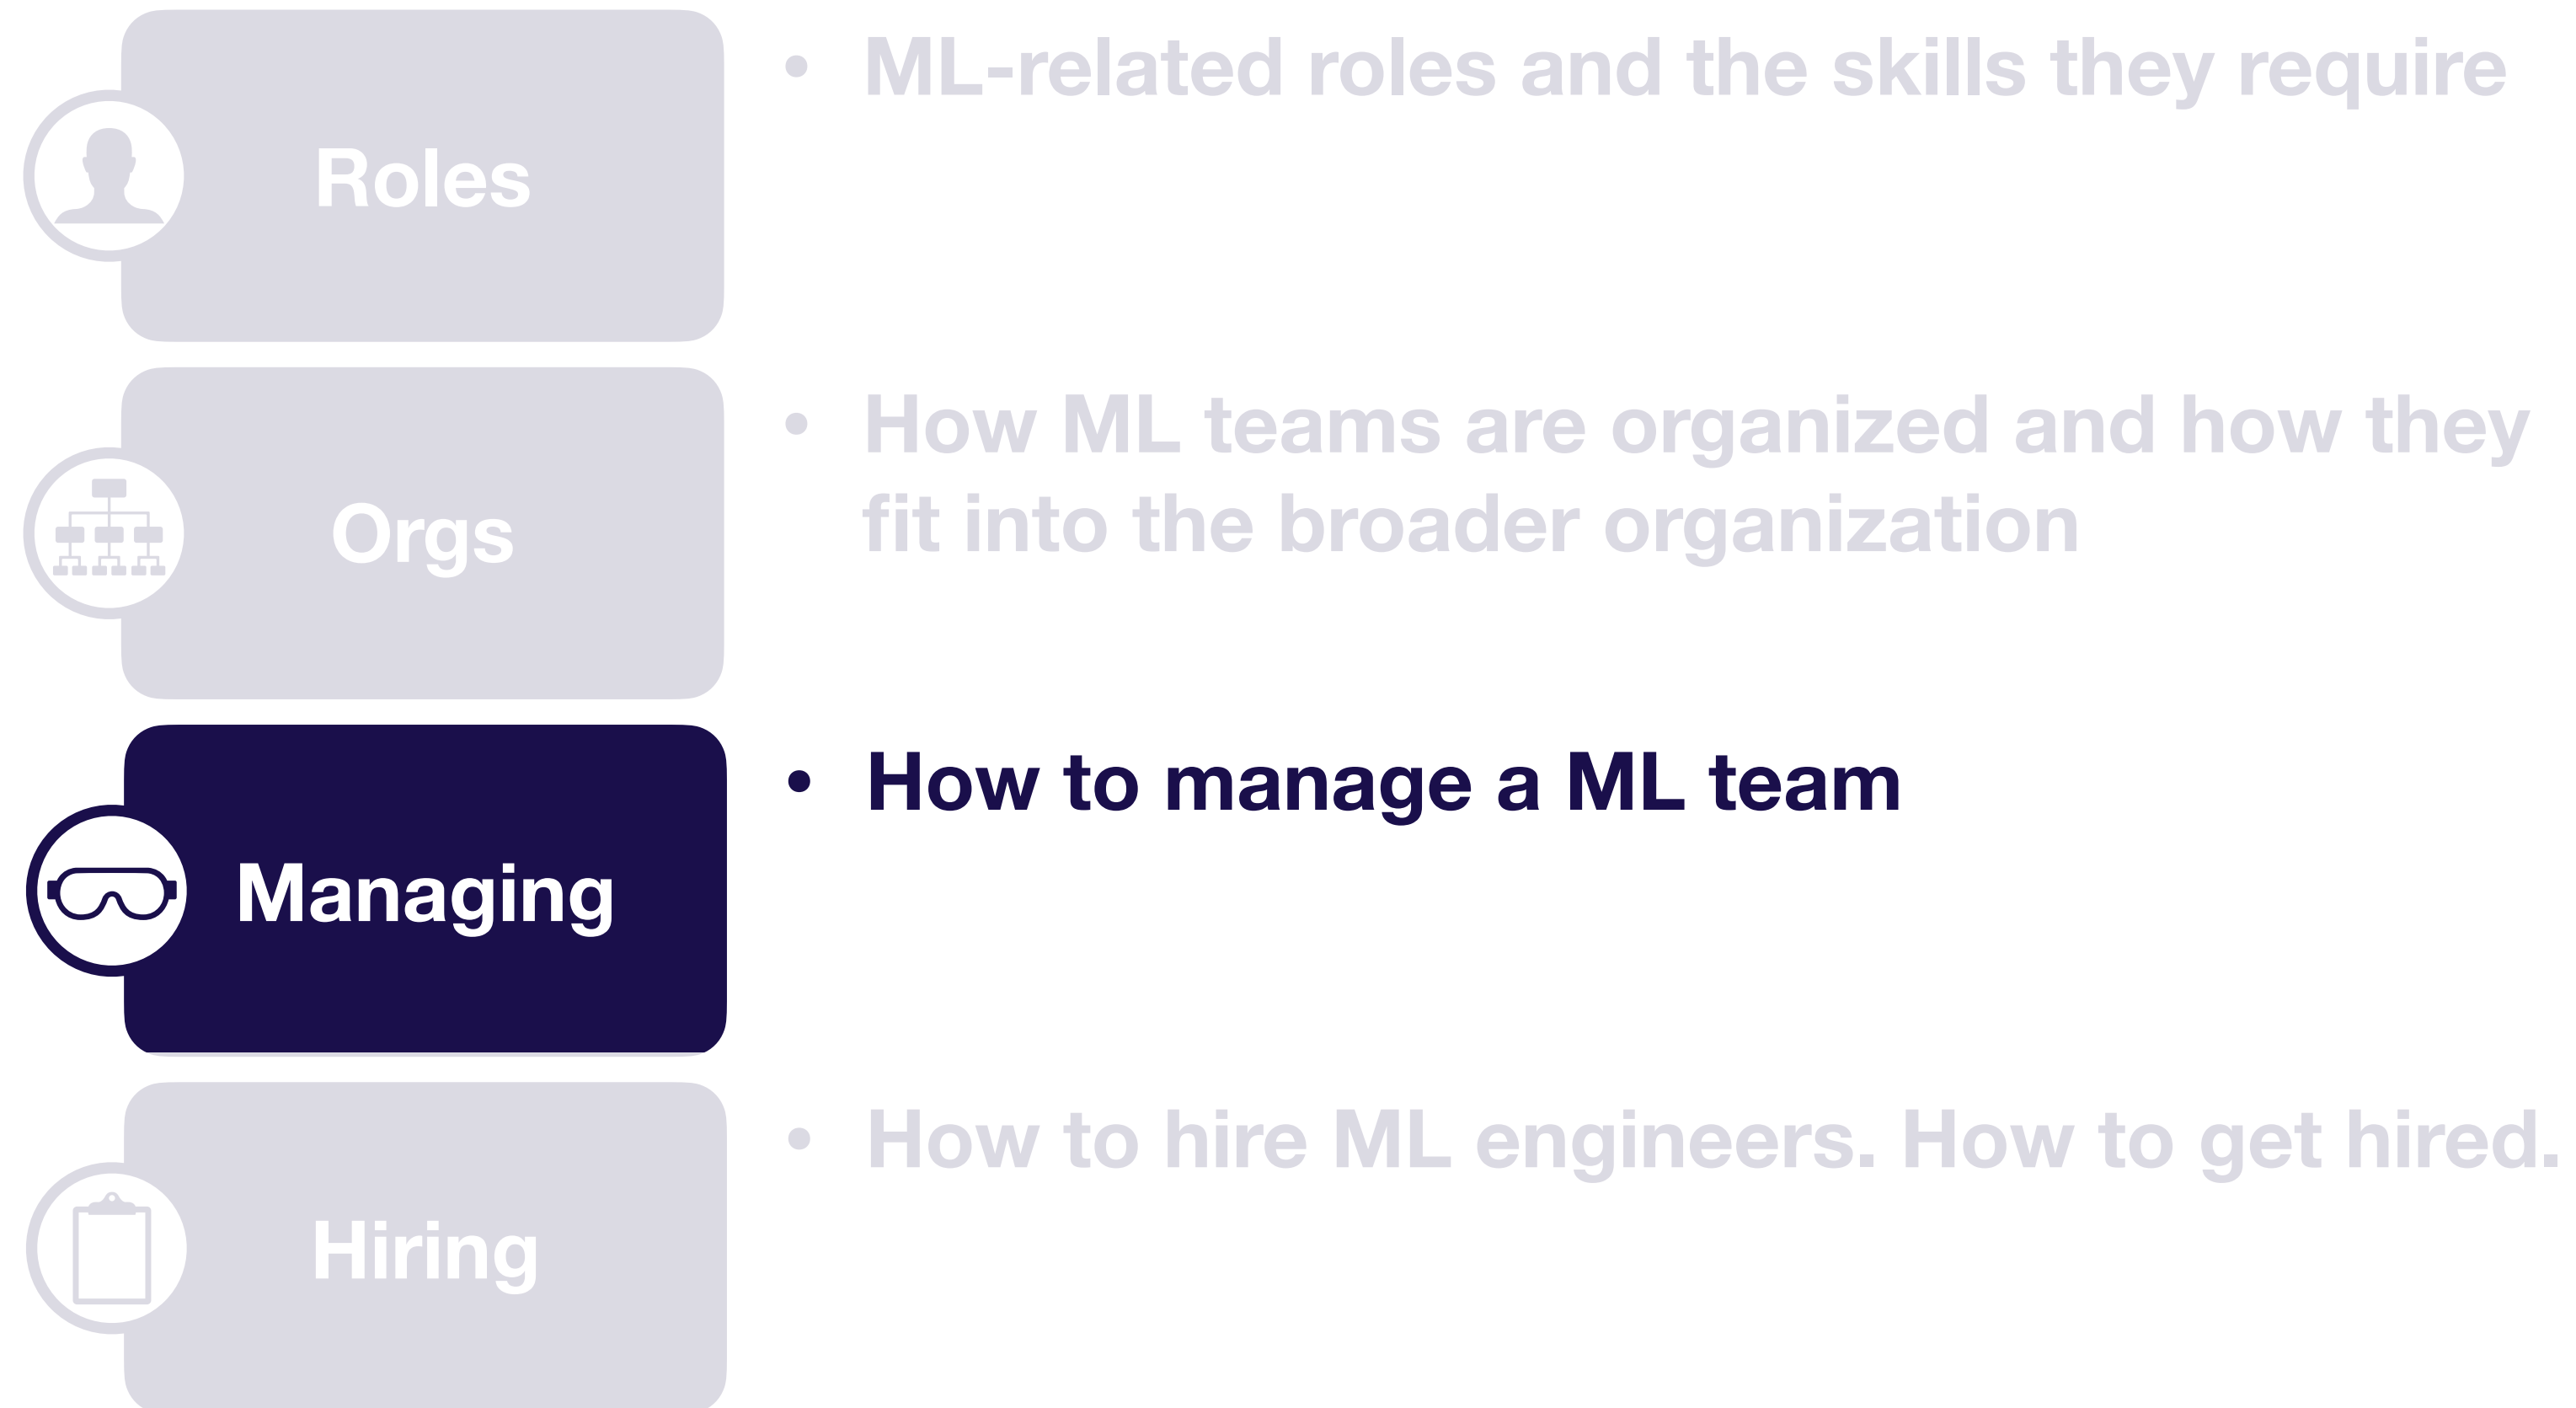 Roles
• ML-related roles and the skills they require
Orgs
• How ML teams are organized and how they
fit into the broader organization
Managing
• How to manage a ML team
Hiring
• How to hire ML engineers. How to get hired.